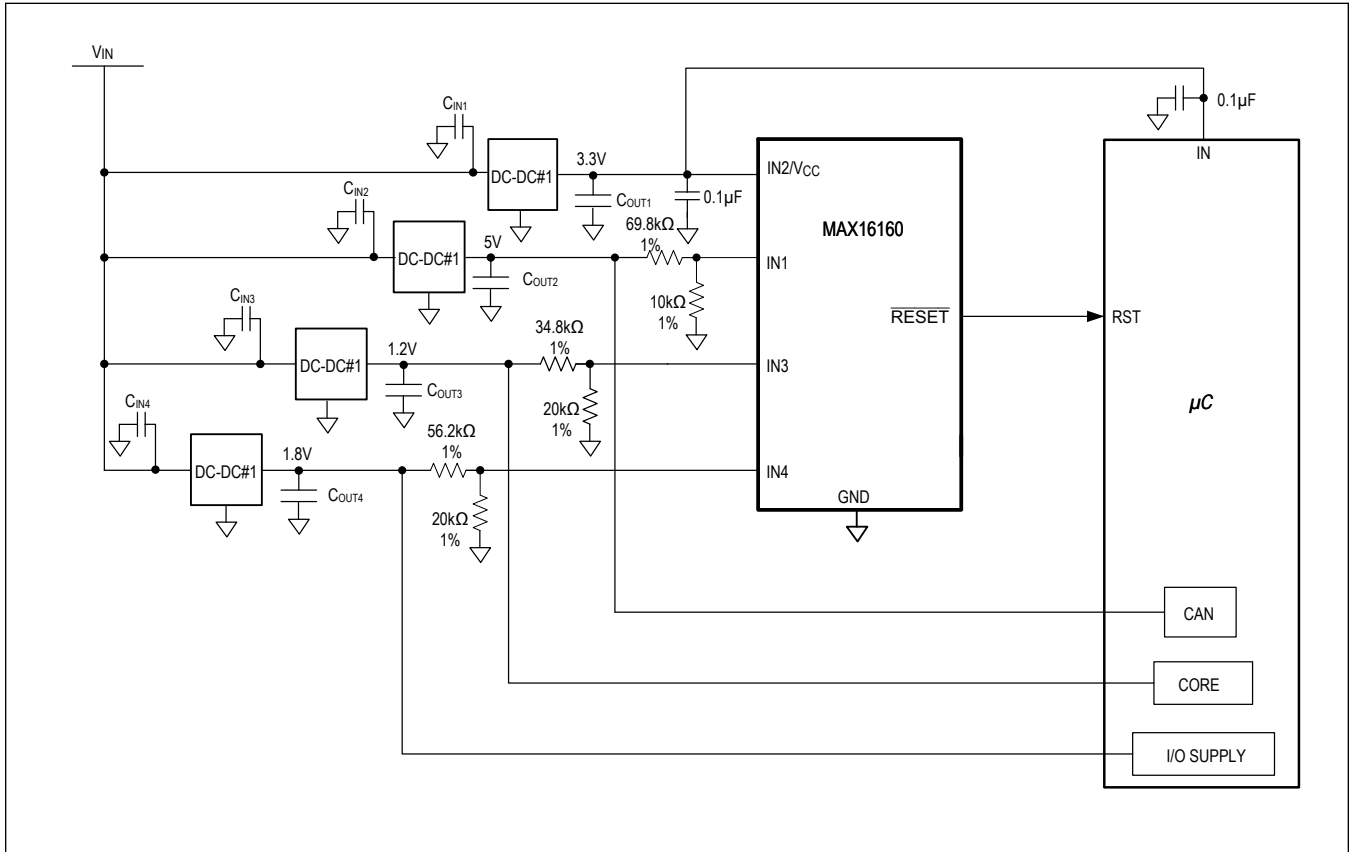 VIN
CIN1
DC-DC#1
3.3V
COUT1
0.1µF
IN2/VCC
0.1µF
IN
CIN2
DC-DC#1
5V
COUT2
69.8kΩ
1%
IN1
10kΩ
1%
MAX16160
RESET
RST
CIN3
DC-DC#1
1.2V
COUT3
34.8kΩ
1%
IN3
20kΩ
1%
µC
CIN4
DC-DC#1
1.8V
COUT4
56.2kΩ
1%
IN4
20kΩ
1%
GND
CAN
CORE
I/O SUPPLY